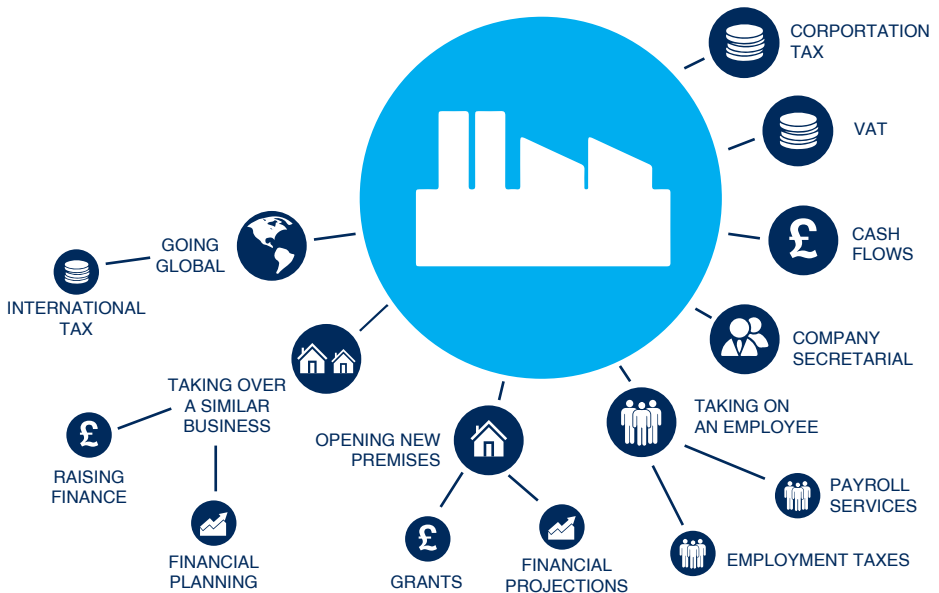 CORPORTATION
TAX
VAT
CASH
FLOWS
COMPANY
SECRETARIAL
TAKING ON
AN EMPLOYEE
PAYROLL
SERVICES
EMPLOYMENT TAXES
OPENING NEW
PREMISES
GRANTS
FINANCIAL
PROJECTIONS
TAKING OVER
A SIMILAR
BUSINESS
RAISING
FINANCE
FINANCIAL
PLANNING
GOING
GLOBAL
INTERNATIONAL
TAX
£
£
£